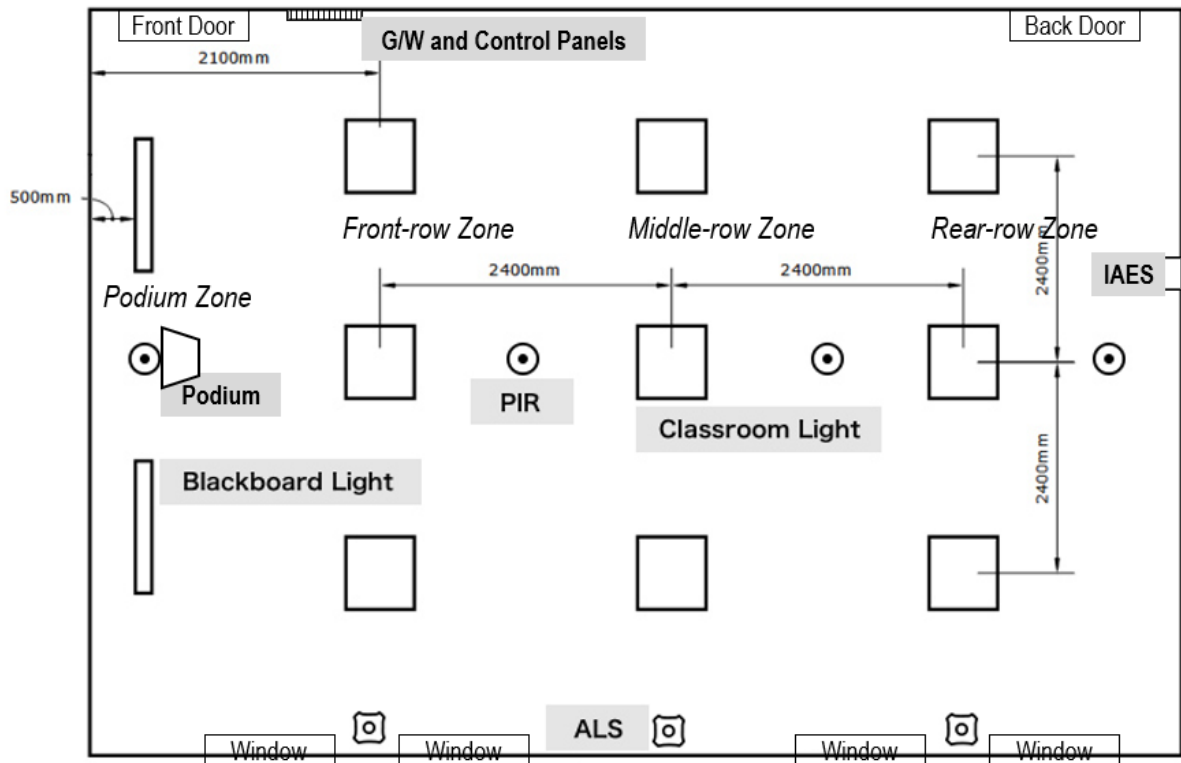 Front Door
Back Door
G/W and Control Panels
2100mm
500mm
Front-row Zone
Middle-row Zone
Rear-row Zone
2400mm
2400mm
2400mm
IAES
Podium Zone
Podium
PIR
Classroom Light
2400mm
Blackboard Light
ALS
Window
Window
Window
Window